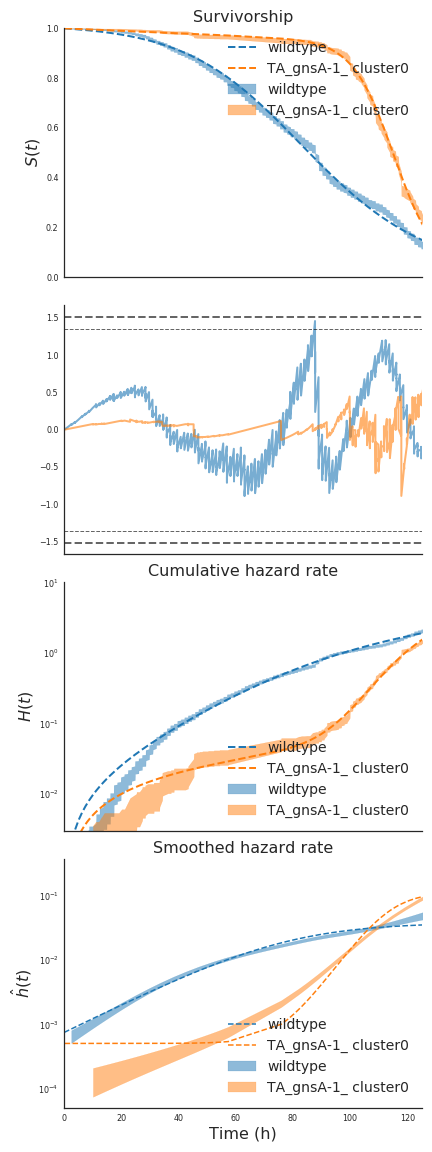 Survivorship
1.0
0.8
0.6
0.4
0.2
0.0
S(t)
wildtype
TA_gnsA-1_ cluster0
wildtype
TA_gnsA-1_ cluster0
1.5
1.0
0.5
0.0
−0.5
−1.0
−1.5
Cumulative hazard rate
10¹
10⁰
10⁻¹
10⁻²
H(t)
wildtype
TA_gnsA-1_ cluster0
wildtype
TA_gnsA-1_ cluster0
Smoothed hazard rate
10⁻¹
10⁻²
10⁻³
10⁻⁴
ĥ(t)
wildtype
TA_gnsA-1_ cluster0
wildtype
TA_gnsA-1_ cluster0
0 20 40 60 80 100 120
Time (h)